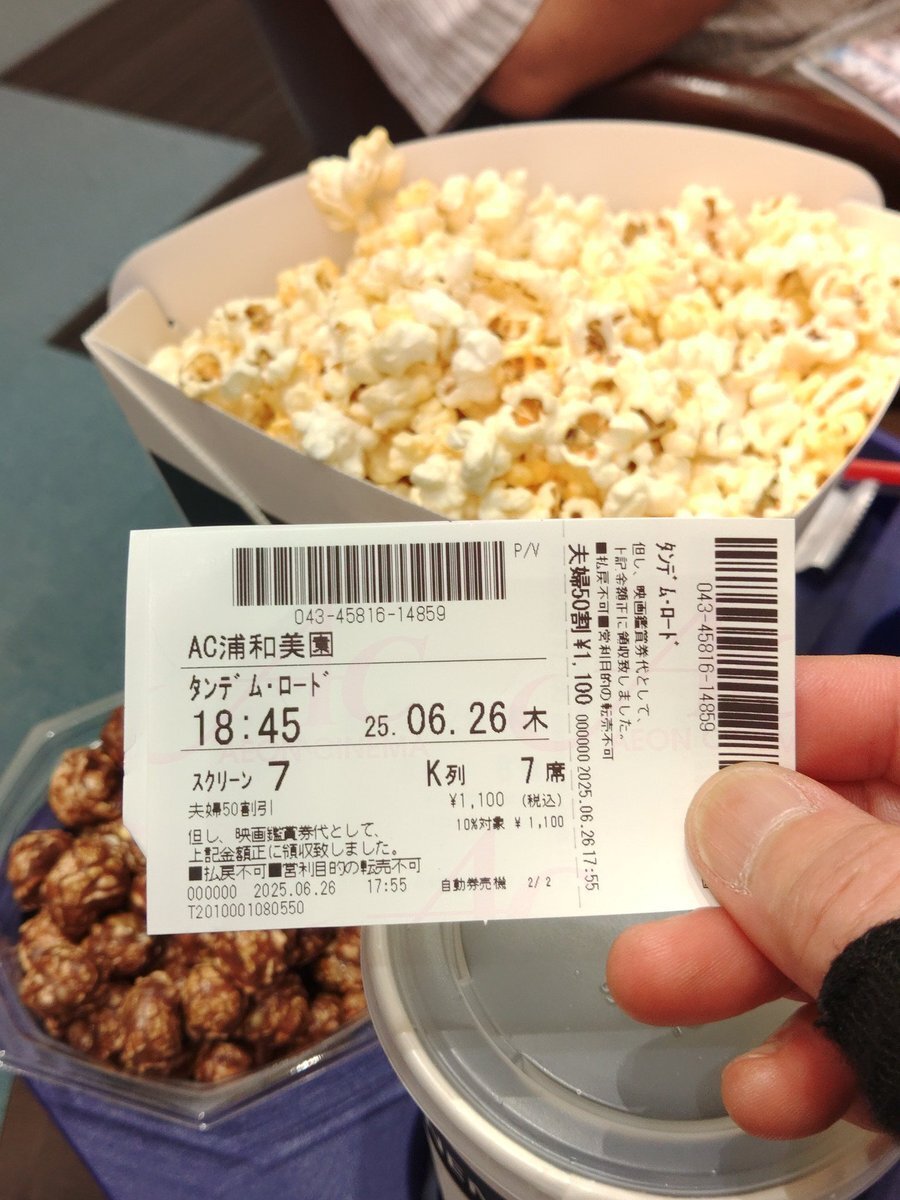 P/V
043-45816-14859
AC浦和美園
タンデム・ロード
18:45 25.06.26 木
スクリーン 7 K列 7席
夫婦50割引 ¥1,100 (税込)
10%対象 ¥1,100
但し、映画鑑賞券代として、
上記金額正に領収致しました。
■払戻不可■営利目的の転売不可
000000 2025.06.26 17:55 自動券売機 2/2
T2010001080550
043-45816-14859
タンデム・ロード
但し、映画鑑賞券代として、
上記金額正に領収致しました。
■払戻不可■営利目的の転売不可
夫婦50割 ¥1,100 000000 2025.06.26 17:55